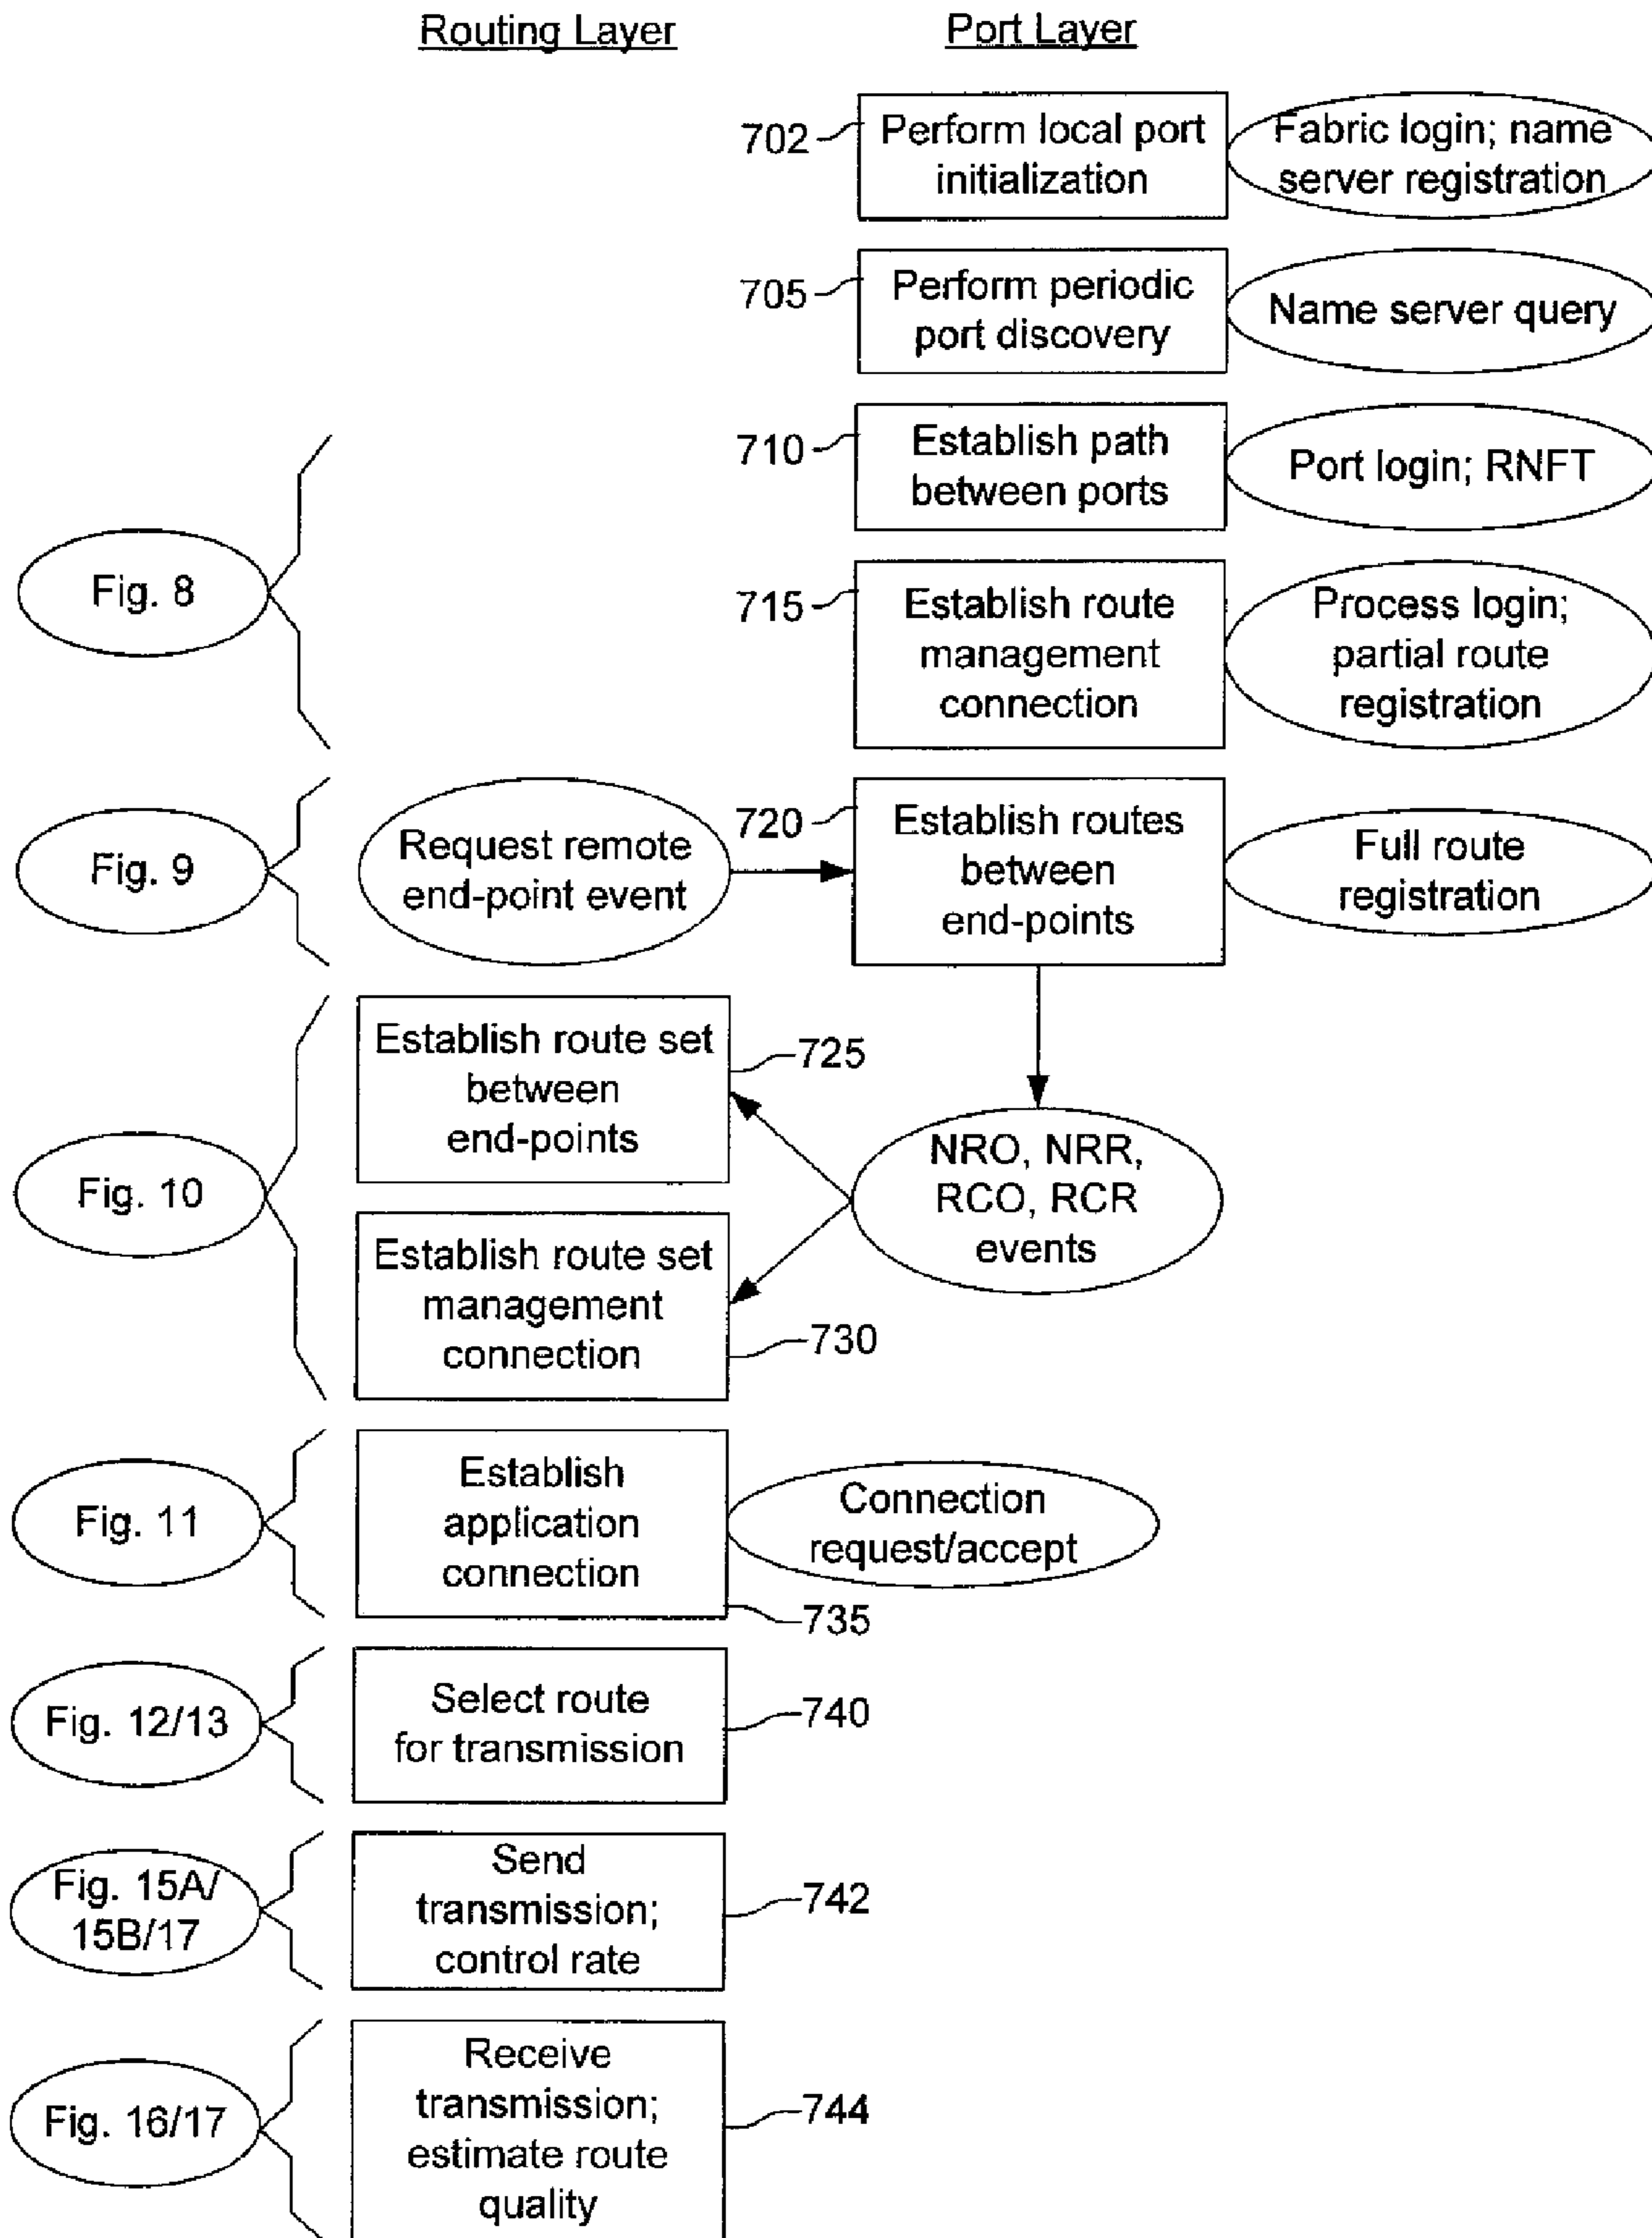 Routing Layer
Port Layer
702
Perform local port
initialization
Fabric login; name
server registration
705
Perform periodic
port discovery
Name server query
710
Establish path
between ports
Port login; RNFT
Fig. 8
715
Establish route
management
connection
Process login;
partial route
registration
Fig. 9
Request remote
end-point event
720
Establish routes
between
end-points
Full route
registration
Fig. 10
Establish route set
between
end-points
725
NRO, NRR,
RCO, RCR
events
Establish route set
management
connection
730
Fig. 11
Establish
application
connection
735
Connection
request/accept
Fig. 12/13
Select route
for transmission
740
Fig. 15A/
15B/17
Send
transmission;
control rate
742
Fig. 16/17
Receive
transmission;
estimate route
quality
744